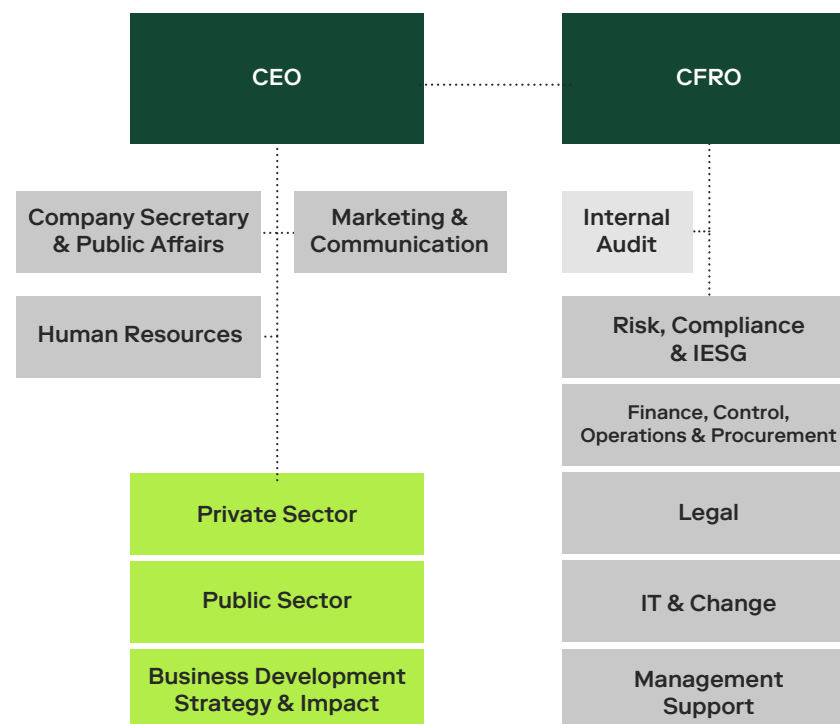 CEO
CFRO
Company Secretary
& Public Affairs
Marketing &
Communication
Internal
Audit
Human Resources
Risk, Compliance
& IESG
Finance, Control,
Operations & Procurement
Private Sector
Legal
Public Sector
IT & Change
Business Development
Strategy & Impact
Management
Support